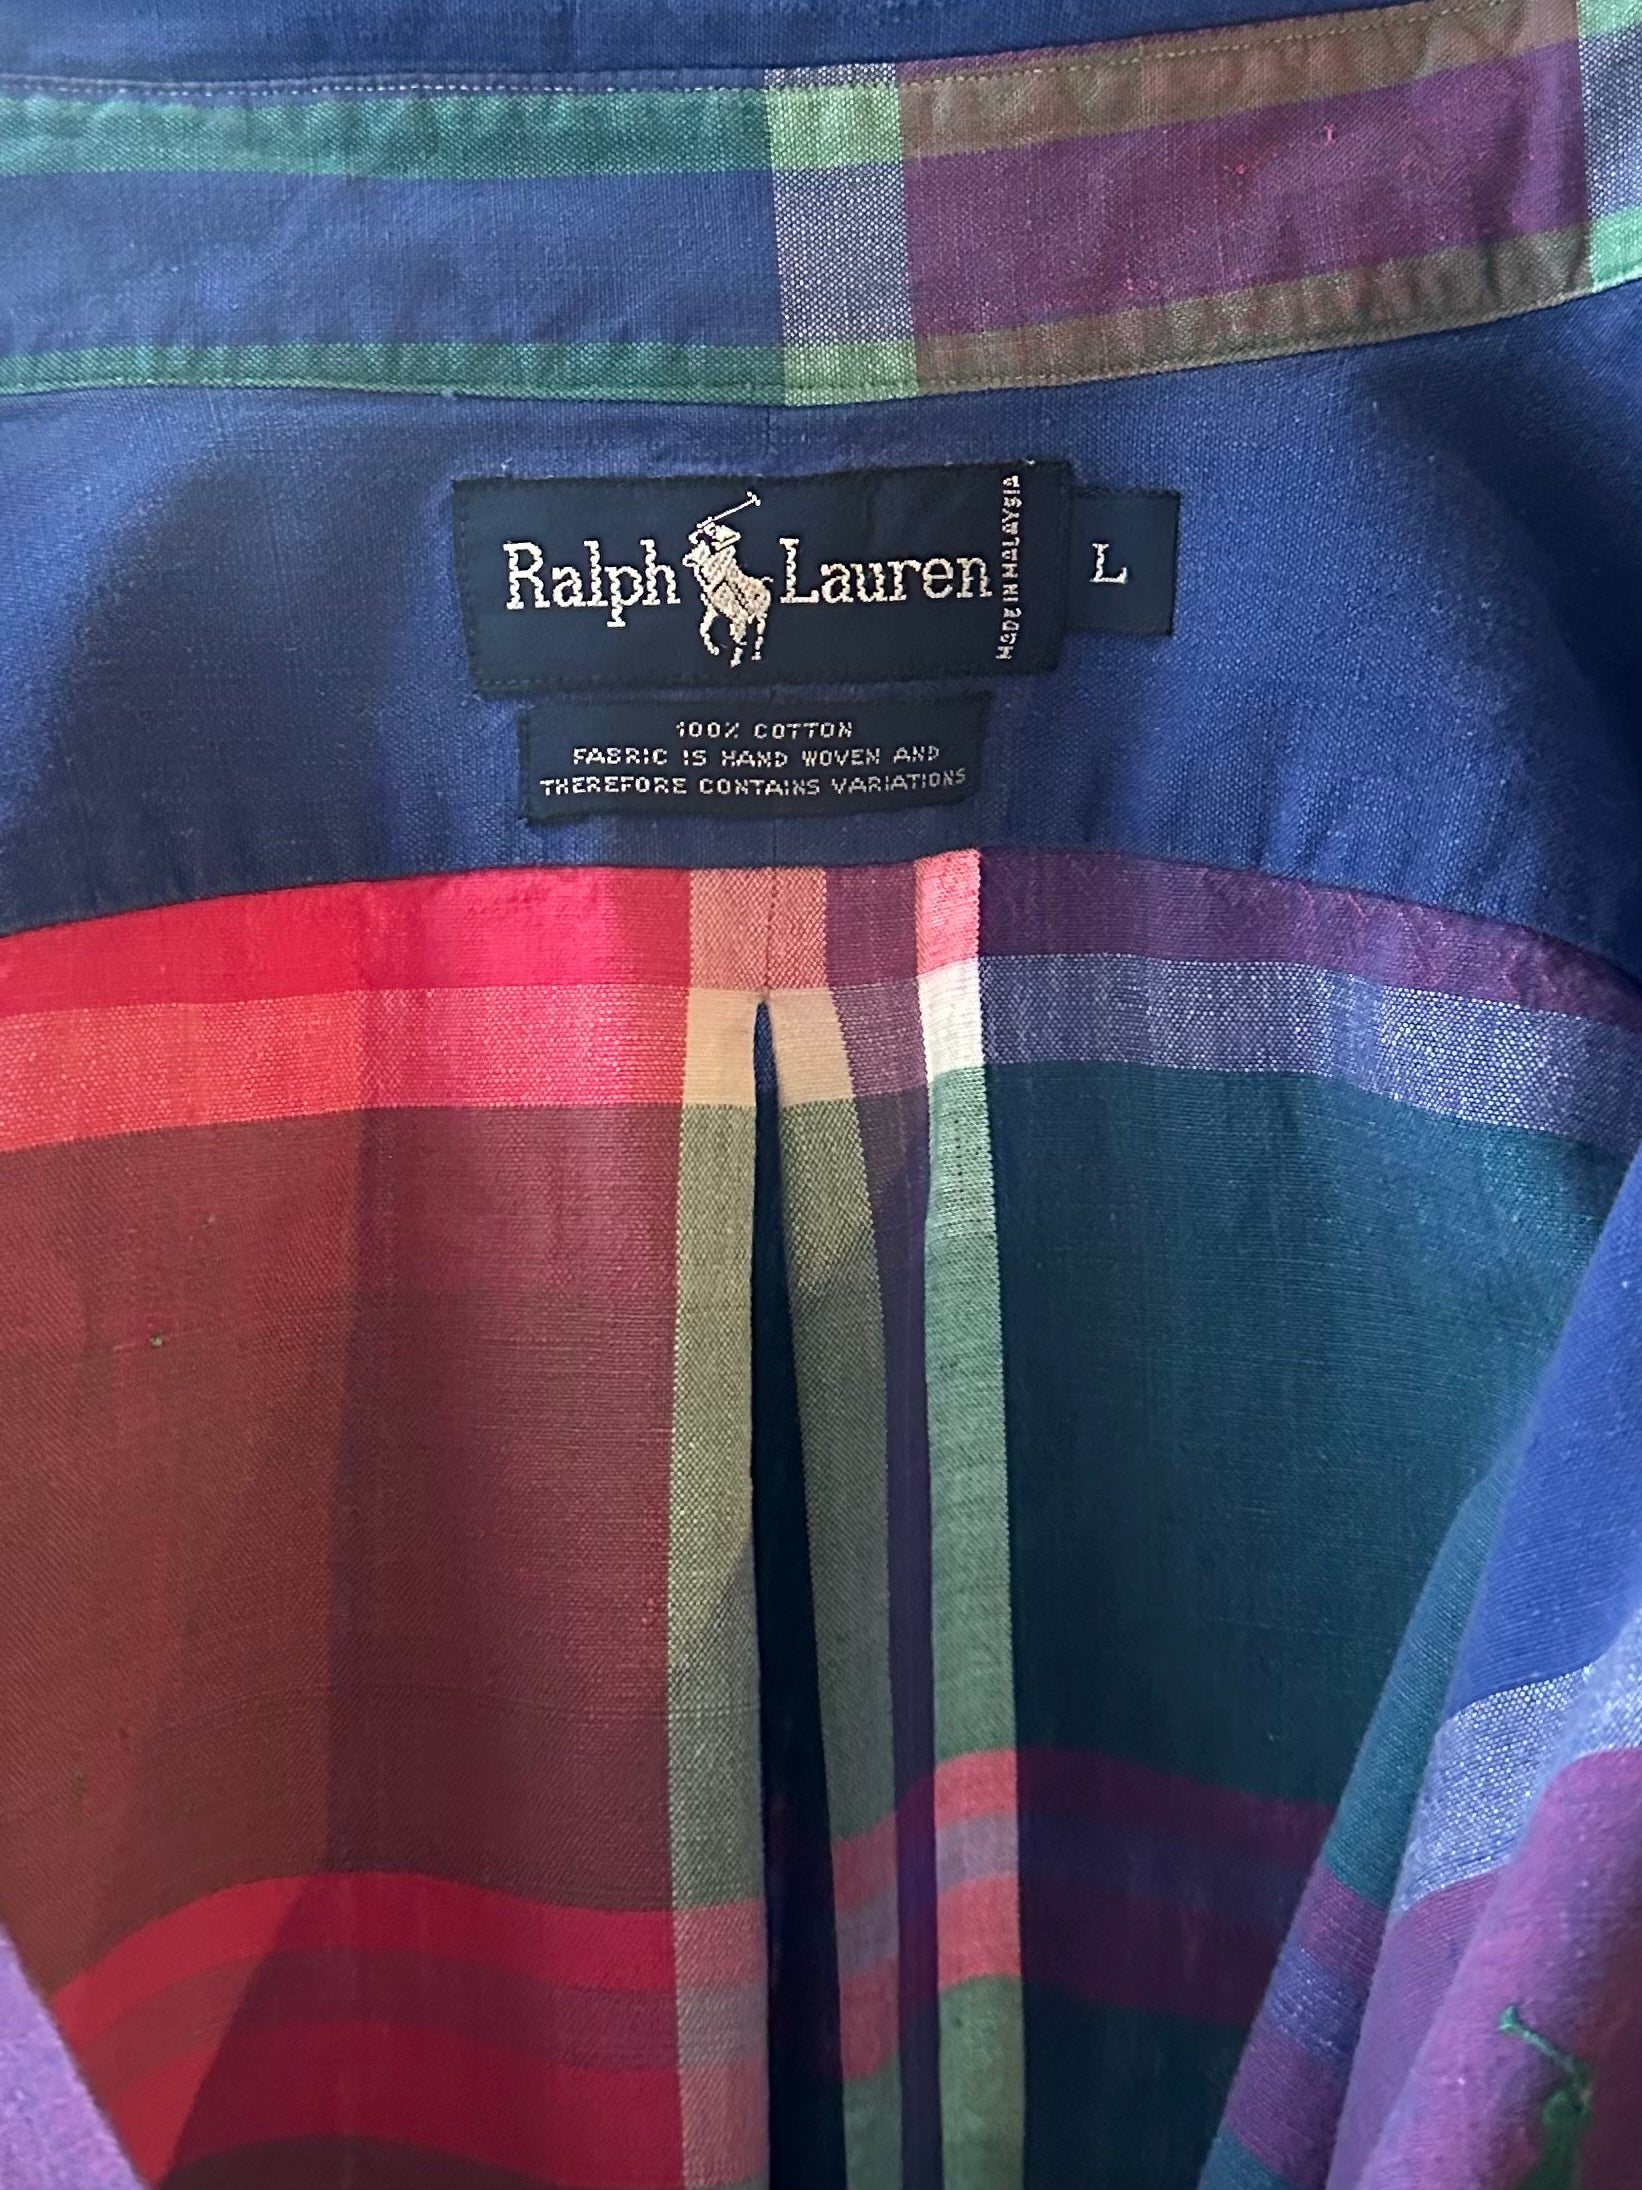 Ralph Lauren
MADE IN MALAYSIA
L
100% COTTON
FABRIC IS HAND WOVEN AND
THEREFORE CONTAINS VARIATIONS